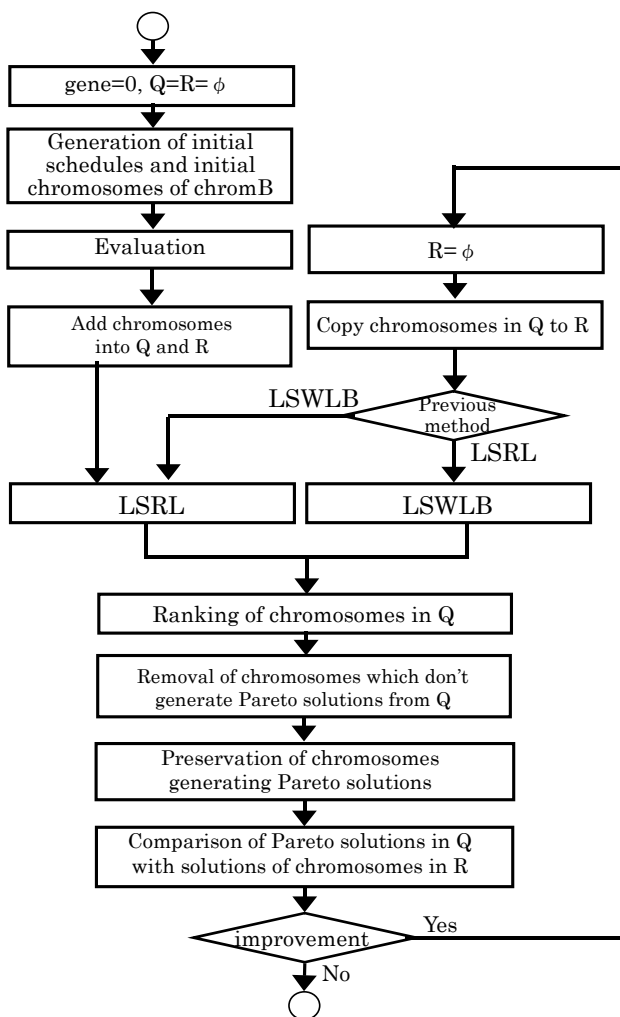 gene=0, Q=R= ϕ
Generation of initial
schedules and initial
chromosomes of chromB
Evaluation
Add chromosomes
into Q and R
R= ϕ
Copy chromosomes in Q to R
Previous
method
LSWLB
LSRL
LSRL
LSWLB
Ranking of chromosomes in Q
Removal of chromosomes which don't
generate Pareto solutions from Q
Preservation of chromosomes
generating Pareto solutions
Comparison of Pareto solutions in Q
with solutions of chromosomes in R
improvement
Yes
No